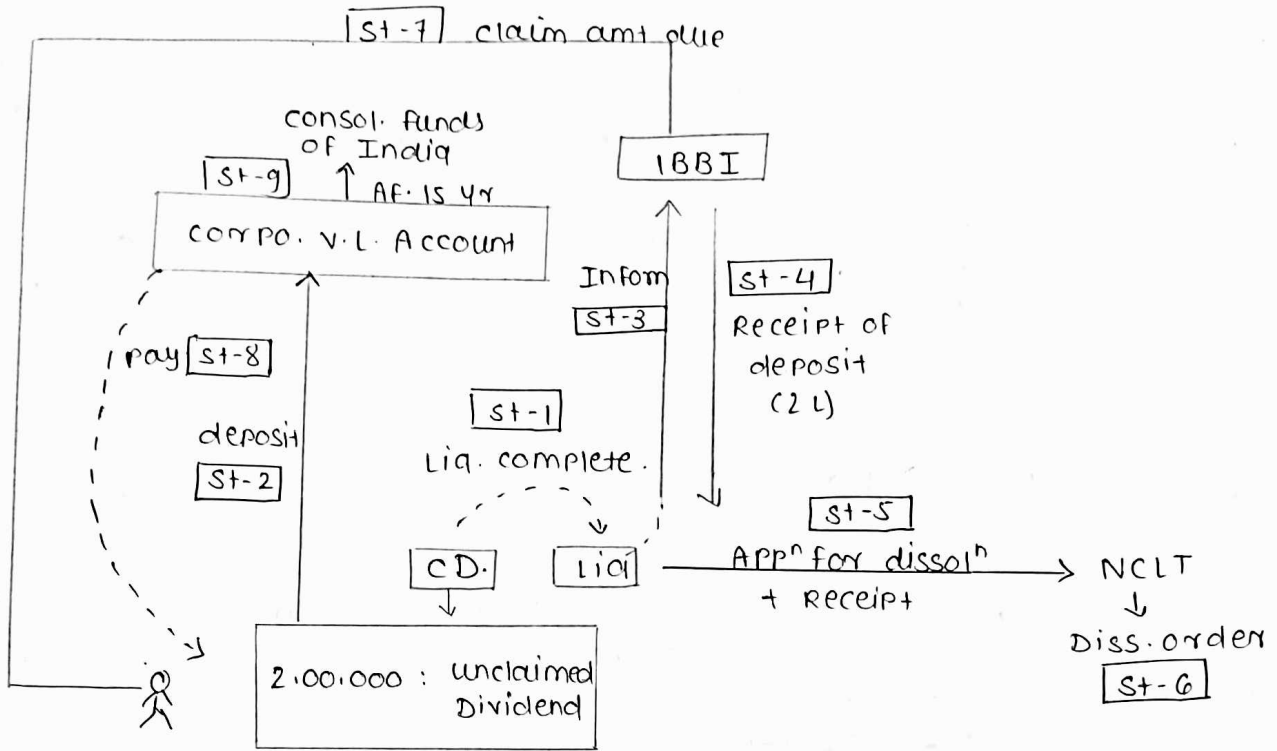 St-7 claim amt due
consol. funds
of India
St-9
AF. 15 yr
IBBI
corpo. V.L. Account
Inform
St-3
St-4
Receipt of
deposit
(2 L)
pay St-8
St-1
deposit
St-2
Liq. complete.
St-5
CD.
Liq
Appⁿ for dissolⁿ
+ Receipt
NCLT
Diss. order
St-6
2.00.000 : unclaimed
Dividend